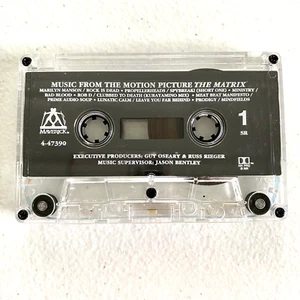 MUSIC FROM THE MOTION PICTURE THE MATRIX
MARILYN MANSON / ROCK IS DEAD • PROPELLERHEADS / SPYBREAK! (SHORT ONE) • MINISTRY /
BAD BLOOD • ROB D / CLUBBED TO DEATH (KURAYAMINO MIX) • MEAT BEAT MANIFESTO /
PRIME AUDIO SOUP • LUNATIC CALM / LEAVE YOU FAR BEHIND • PRODIGY / MINDFIELDS
MAVERICK
4-47390
1
SR
EXECUTIVE PRODUCERS: GUY OSEARY & RUSS RIEGER
MUSIC SUPERVISOR: JASON BENTLEY